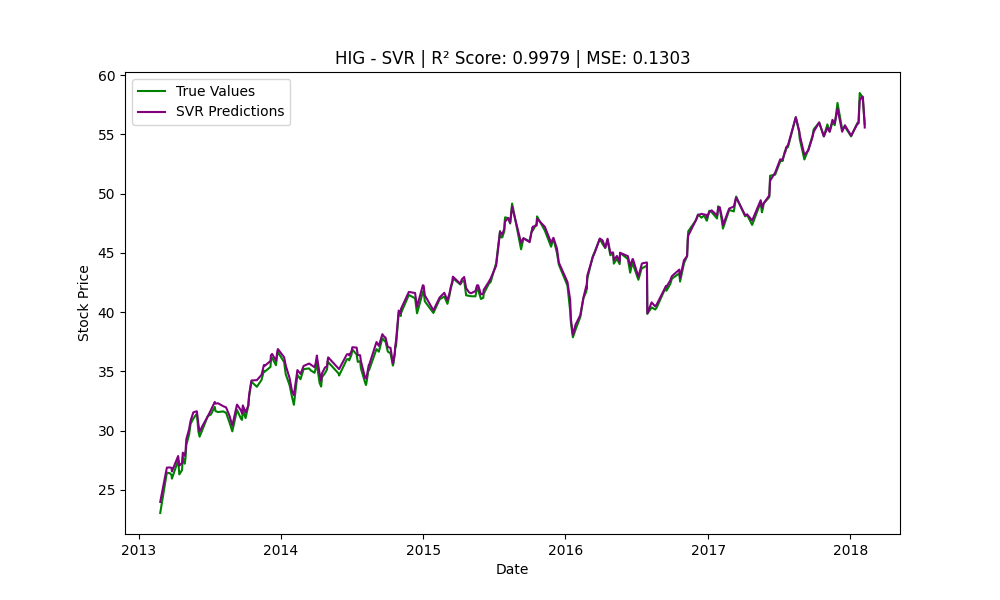 HIG - SVR | R² Score: 0.9979 | MSE: 0.1303
True Values
SVR Predictions
60
55
50
45
40
35
30
25
Stock Price
2013 2014 2015 2016 2017 2018
Date